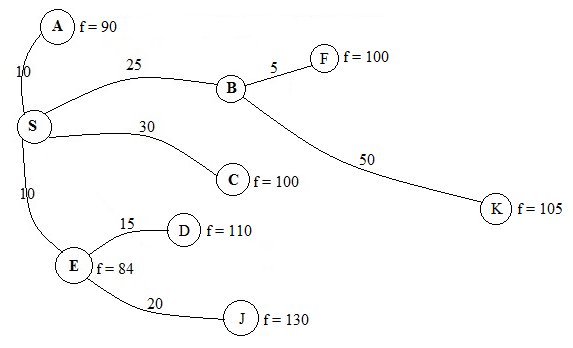 A f = 90
F f = 100
25
5
10
B
S
30
50
C f = 100
10
K f = 105
15
D f = 110
E f = 84
20
J f = 130